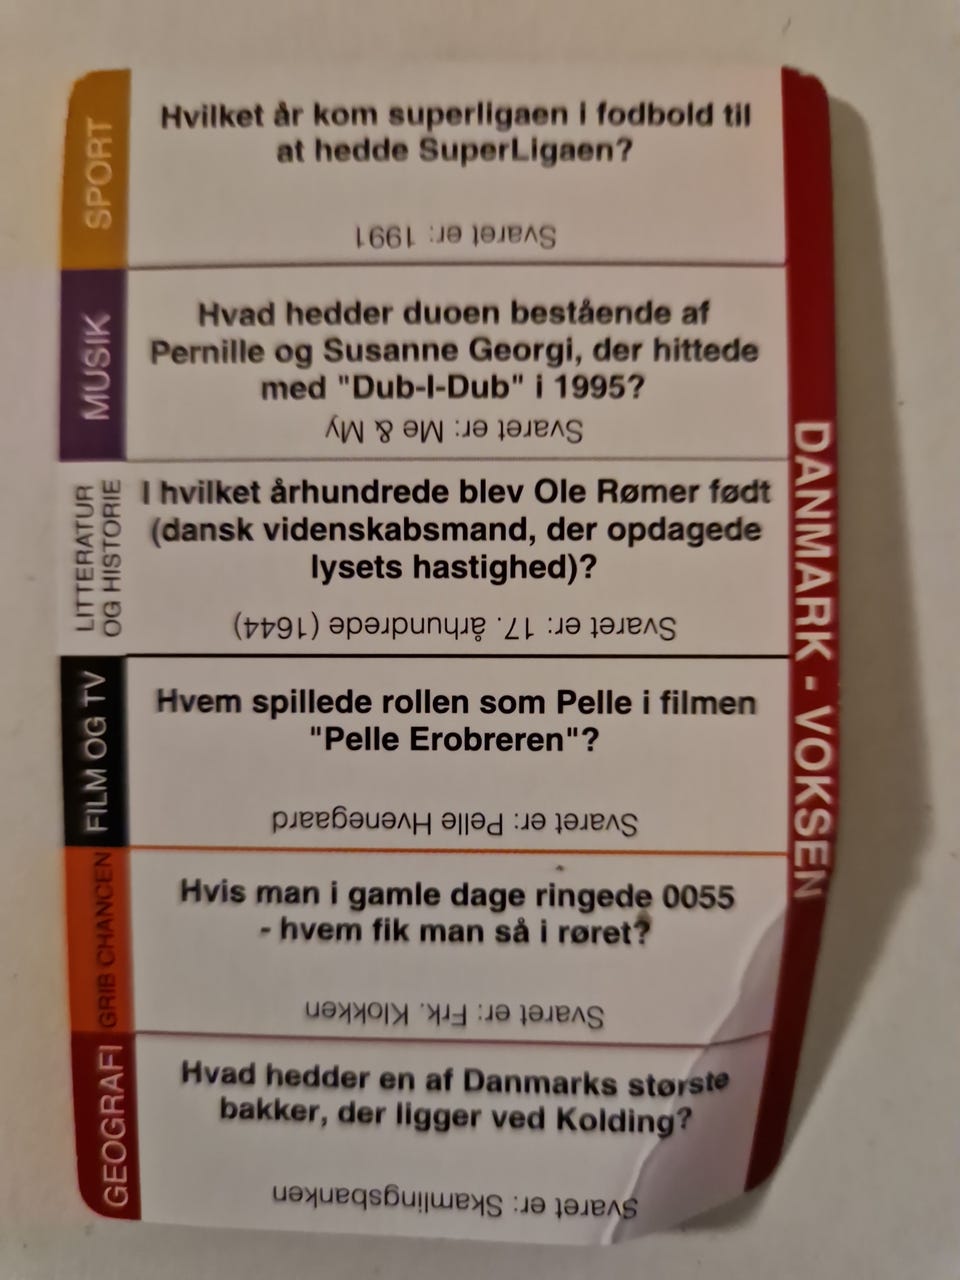 SPORT
Hvilket år kom superligaen i fodbold til
at hedde SuperLigaen?
Svaret er: 1991
MUSIK
Hvad hedder duoen bestående af
Pernille og Susanne Georgi, der hittede
med "Dub-I-Dub" i 1995?
Svaret er: Me & My
LITTERATUR
OG HISTORIE
I hvilket århundrede blev Ole Rømer født
(dansk videnskabsmand, der opdagede
lysets hastighed)?
Svaret er: 17. århundrede (1644)
FILM OG TV
Hvem spillede rollen som Pelle i filmen
"Pelle Erobreren"?
Svaret er: Pelle Hvenegaard
GRIB CHANCEN
Hvis man i gamle dage ringede 0055
- hvem fik man så i røret?
Svaret er: Frk. Klokken
GEOGRAFI
Hvad hedder en af Danmarks største
bakker, der ligger ved Kolding?
Svaret er: Skamlingsbanken
DANMARK - VOKSEN